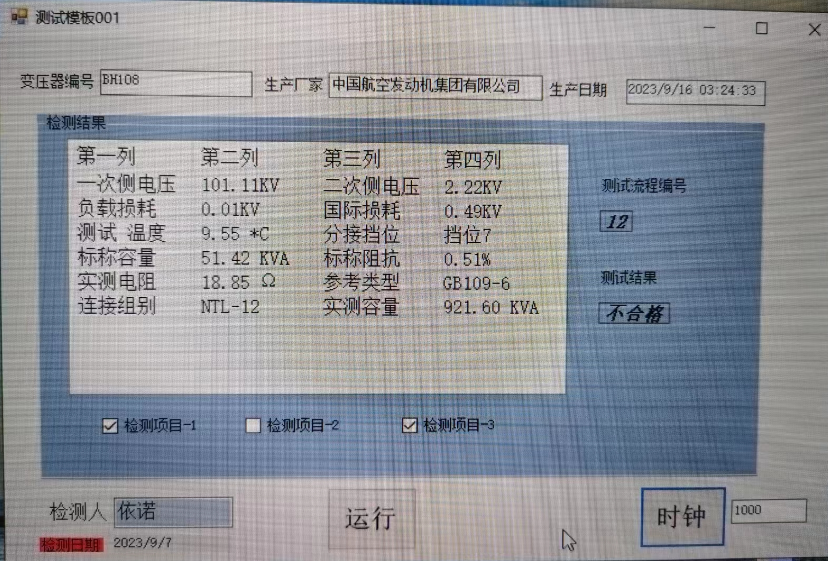 测试模板001
变压器编号 BH108 生产厂家 中国航空发动机集团有限公司 生产日期 2023/9/16 03:24:33
检测结果
第一列 第二列 第三列 第四列
一次侧电压 101.11KV 二次侧电压 2.22KV
负载损耗 0.01KV 国际损耗 0.49KV
测试 温度 9.55 *C 分接挡位 挡位7
标称容量 51.42 KVA 标称阻抗 0.51%
实测电阻 18.85 Ω 参考类型 GB109-6
连接组别 NTL-12 实测容量 921.60 KVA
测试流程编号
12
测试结果
不合格
检测项目-1 检测项目-2 检测项目-3
检测人 依诺 运行 时钟 1000
检测日期 2023/9/7